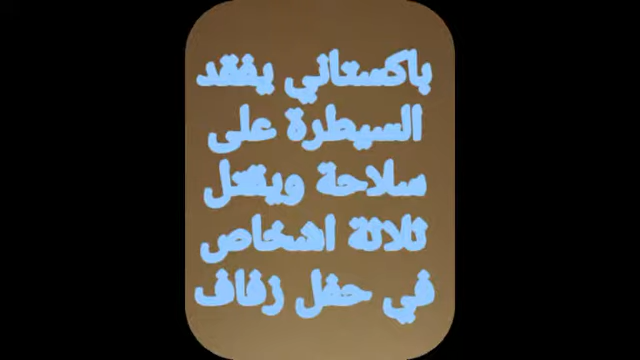 باكستاني يفقد
السيطرة على
سلاحة ويقتل
ثلاثة اشخاص
في حفل زفاف